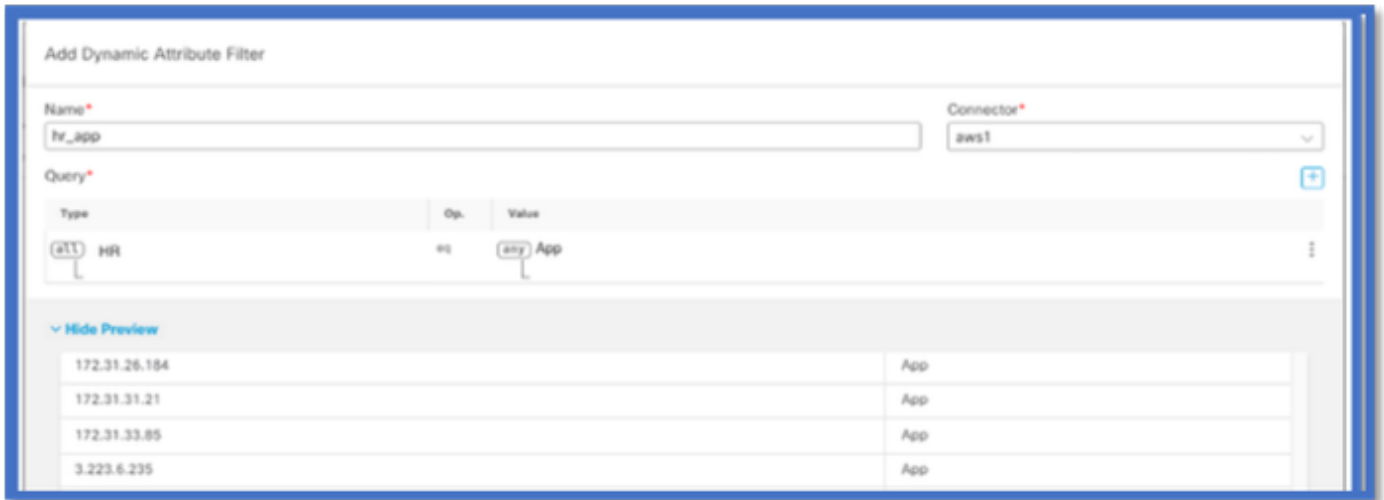 Add Dynamic Attribute Filter
Name* Connector*
hr_app aws1
Query*
Type Op. Value
all HR eq any App
Hide Preview
172.31.26.184 App
172.31.31.21 App
172.31.33.85 App
3.223.6.235 App